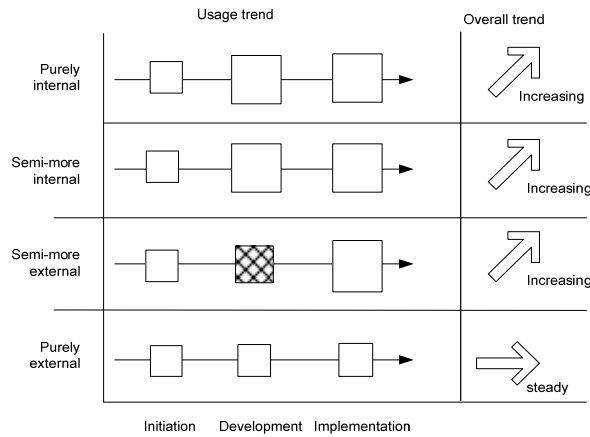 Usage trend
Overall trend
Purely
internal
Increasing
Semi-more
internal
Increasing
Semi-more
external
Increasing
Purely
external
steady
Initiation Development Implementation